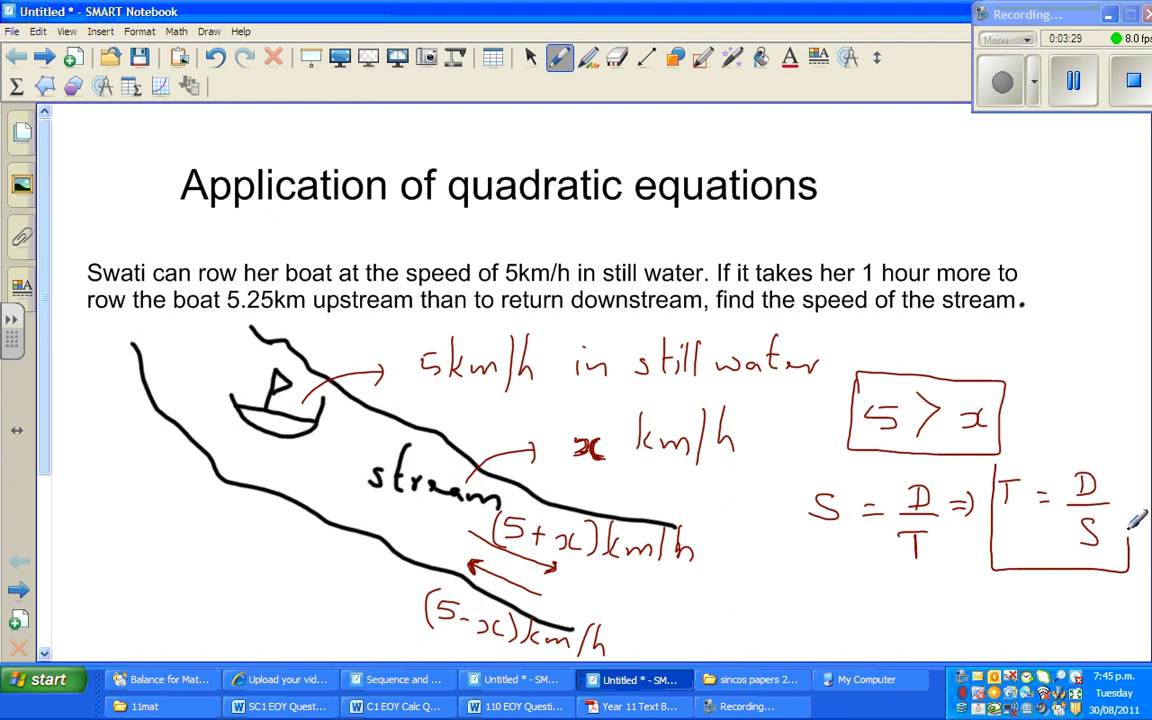 Untitled * - SMART Notebook
Recording...
File Edit View Insert Format Math Draw Help
Menu 0:03:29 8.0 fps
Application of quadratic equations
Swati can row her boat at the speed of 5km/h in still water. If it takes her 1 hour more to
row the boat 5.25km upstream than to return downstream, find the speed of the stream.
5km/h in still water
5 > x
x km/h
stream
S = D/T => T = D/S
(5+x)km/h
(5-x)km/h
start Balance for Mat... Upload your vid... Sequence and ... Untitled * - SM... Untitled * - SM... sincos papers 2... My Computer 7:45 p.m.
Tuesday
11mat SC1 EOY Quest... C1 EOY Calc Q... 110 EOY Questi... Year 11 Text B... Recording... 30/08/2011